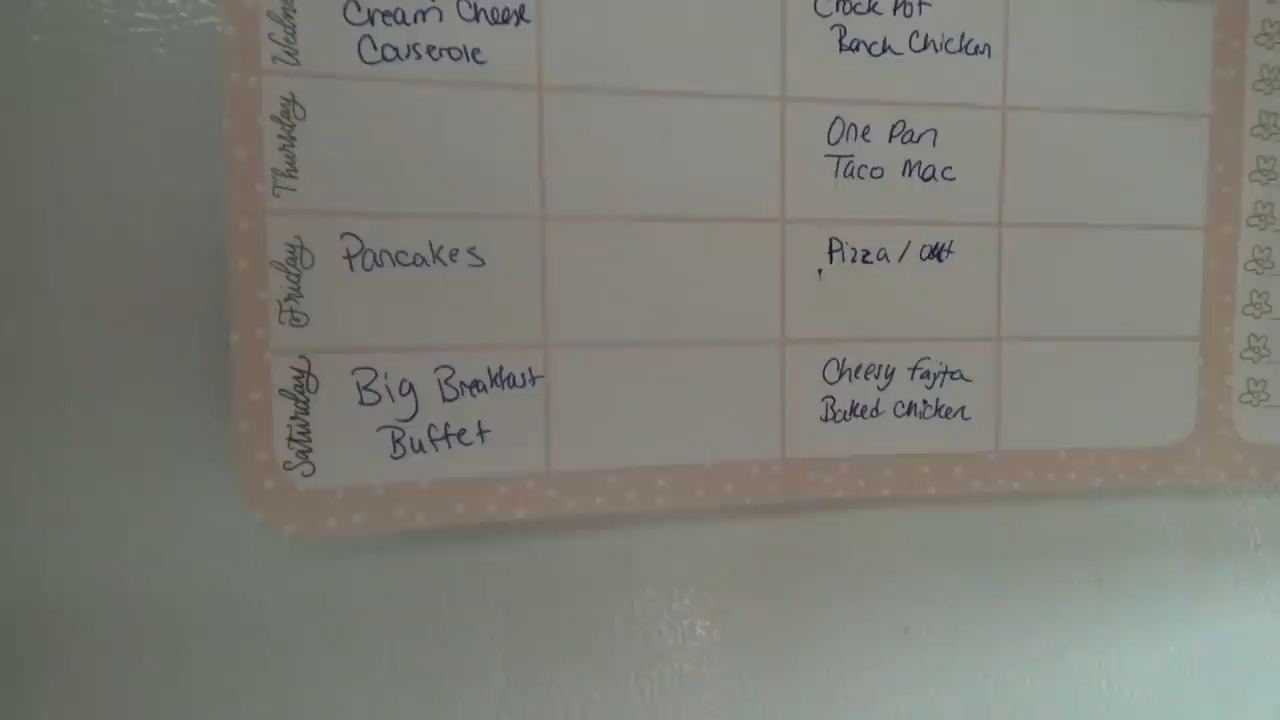 Cream Cheese
Casserole
Crock Pot
Ranch Chicken
Thursday
One Pan
Taco Mac
Friday
Pancakes
Pizza / out
Saturday
Big Breakfast
Buffet
Cheesy Fajita
Baked Chicken